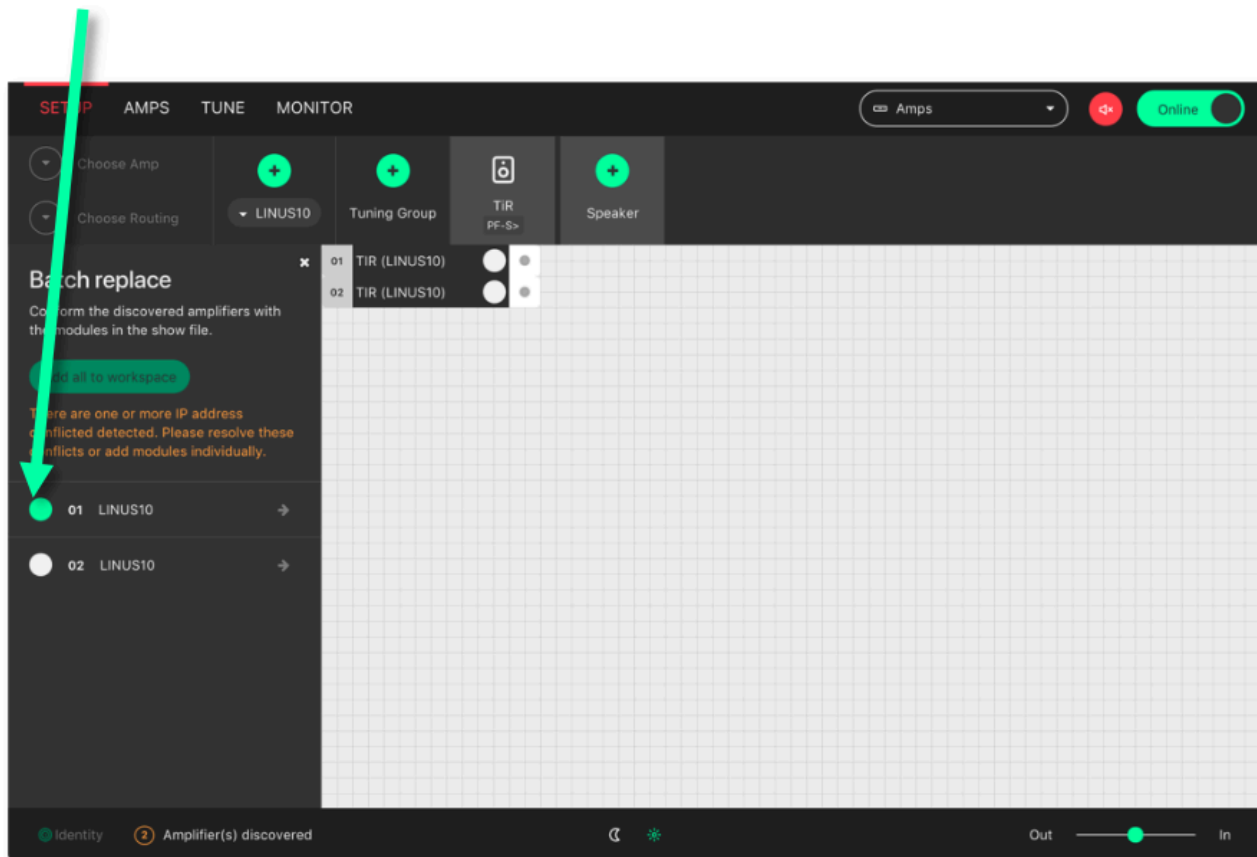 SETUP AMPS TUNE MONITOR Amps Online
Choose Amp
Choose Routing
LINUS10
Tuning Group
TiR
PF-S>
Speaker
Batch replace
Conform the discovered amplifiers with
the modules in the show file.
Add all to workspace
There are one or more IP address
conflicted detected. Please resolve these
conflicts or add modules individually.
01 LINUS10
02 LINUS10
01 TIR (LINUS10)
02 TIR (LINUS10)
Identity 2 Amplifier(s) discovered Out In